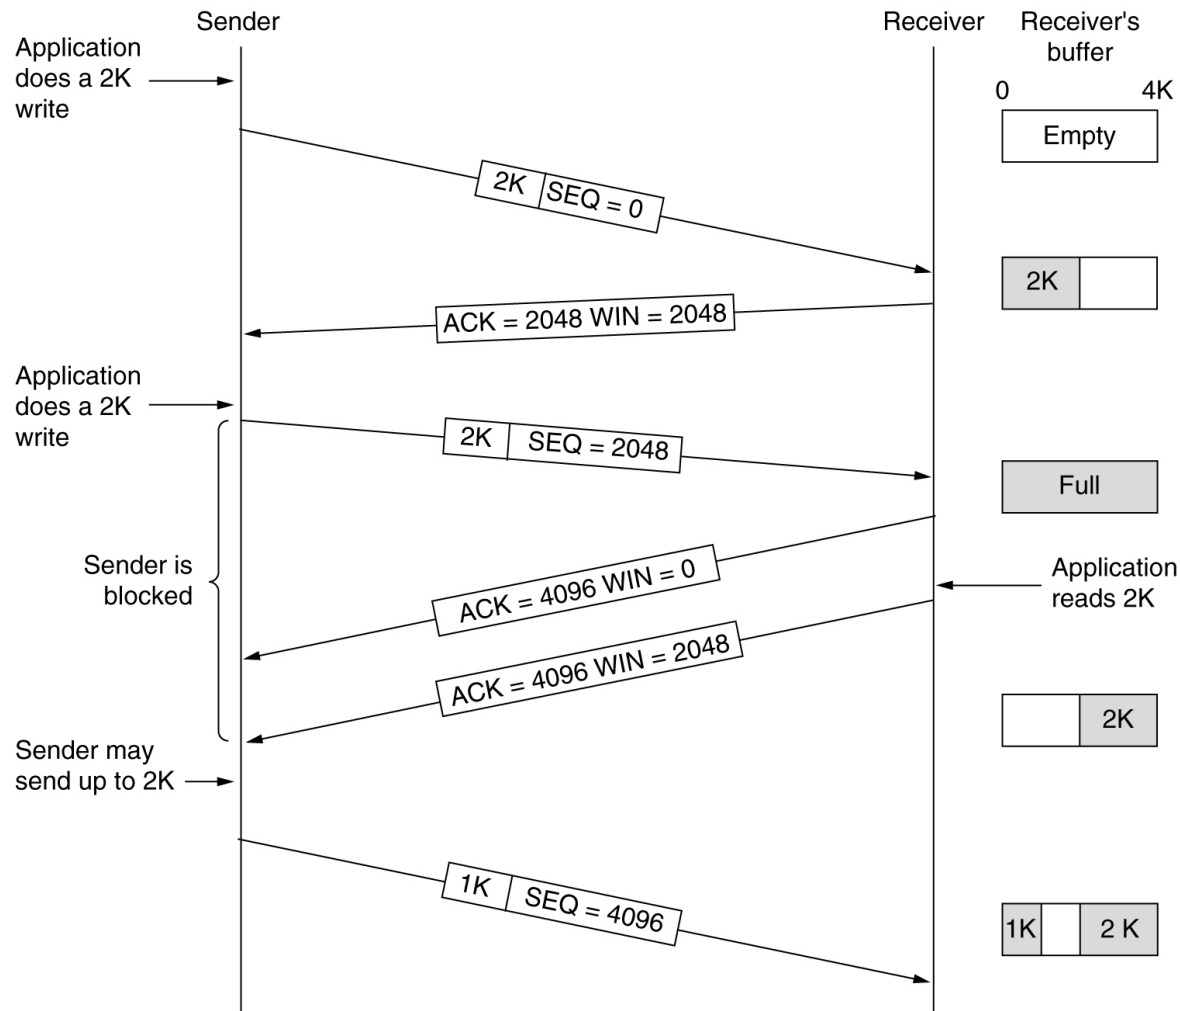 Sender
Receiver
Receiver's
buffer
Application
does a 2K
write
0 4K
Empty
2K SEQ = 0
2K
ACK = 2048 WIN = 2048
Application
does a 2K
write
2K SEQ = 2048
Full
Sender is
blocked
ACK = 4096 WIN = 0
Application
reads 2K
ACK = 4096 WIN = 2048
2K
Sender may
send up to 2K
1K SEQ = 4096
1K 2 K